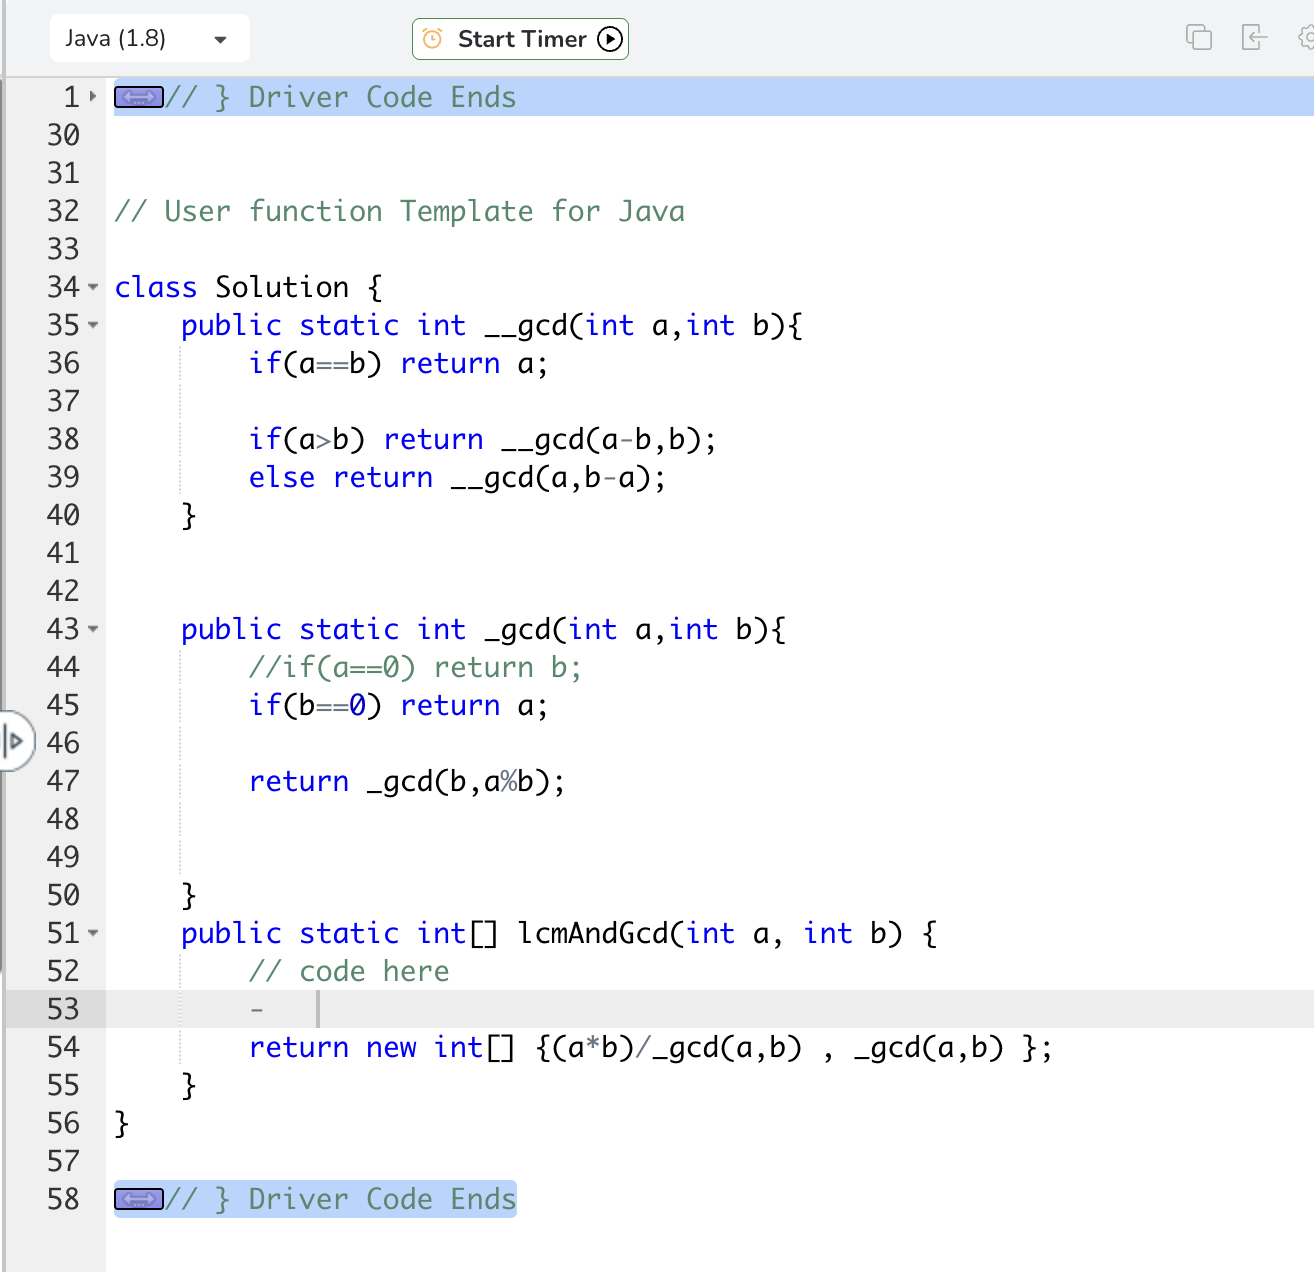 Java (1.8)
Start Timer
1 // } Driver Code Ends
30
31
32 // User function Template for Java
33
34 class Solution {
35     public static int __gcd(int a,int b){
36         if(a==b) return a;
37
38         if(a>b) return __gcd(a-b,b);
39         else return __gcd(a,b-a);
40     }
41
42
43     public static int _gcd(int a,int b){
44         //if(a==0) return b;
45         if(b==0) return a;
46
47         return _gcd(b,a%b);
48
49
50     }
51     public static int[] lcmAndGcd(int a, int b) {
52         // code here
53         -
54         return new int[] {(a*b)/_gcd(a,b) , _gcd(a,b) };
55     }
56 }
57
58 // } Driver Code Ends